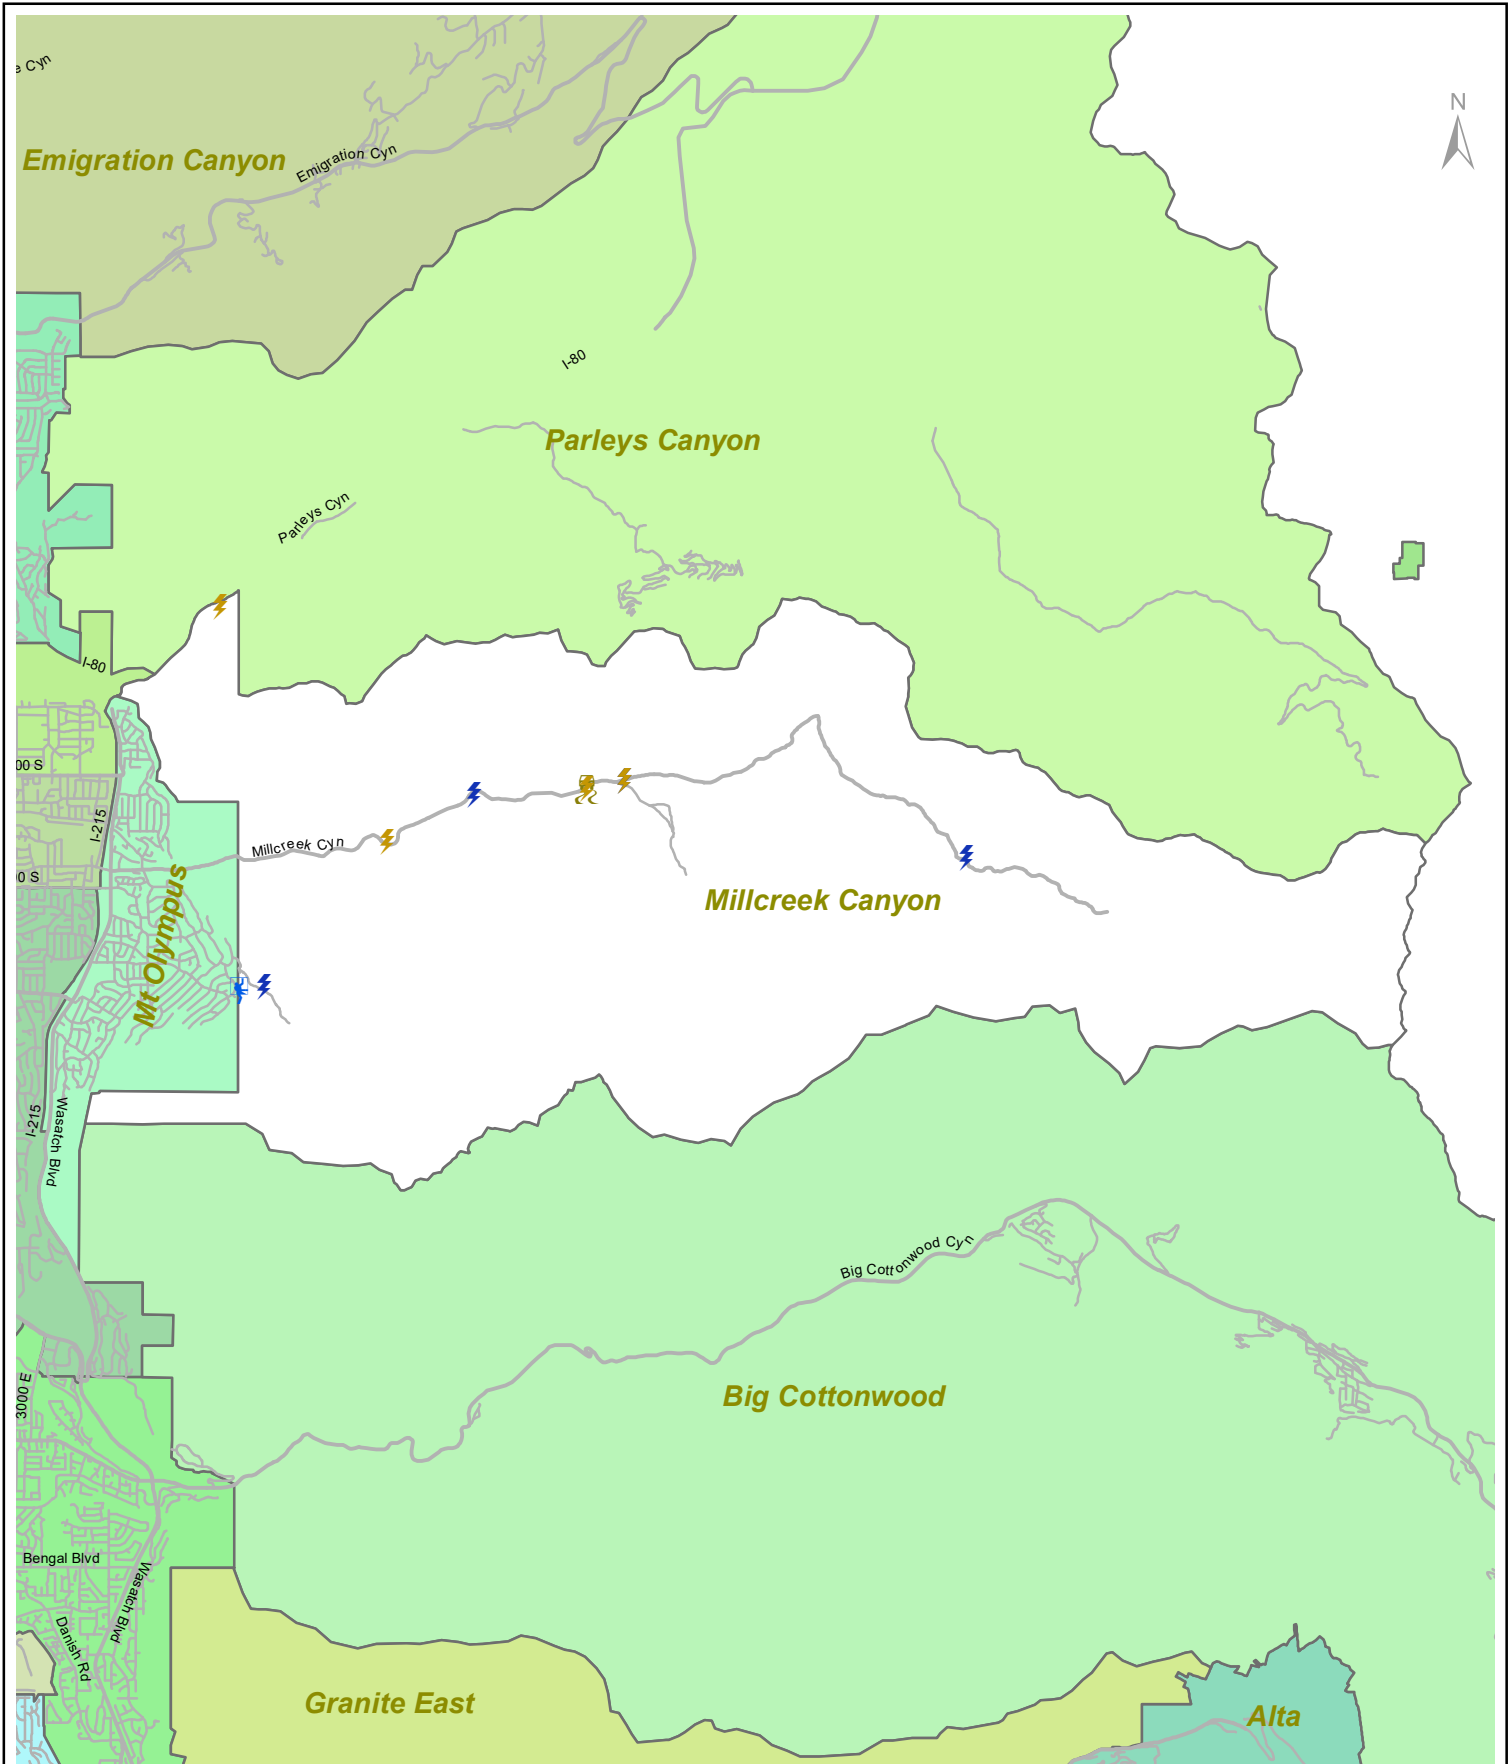 e Cyn
N
Emigration Canyon
Emigration Cyn
I-80
Parleys Canyon
Parleys Cyn
I-80
00 S
I-215
Millcreek Cyn
00 S
Mt Olympus
Millcreek Canyon
I-215
Wasatch Blvd
Big Cottonwood Cyn
3000 E
Big Cottonwood
Bengal Blvd
Wasatch Blvd
Danish Rd
Granite East
Alta